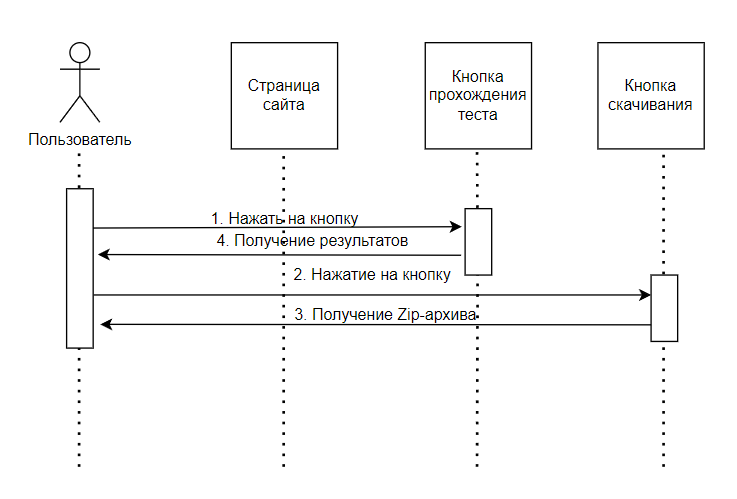 Пользователь
Страница
сайта
Кнопка
прохождения
теста
Кнопка
скачивания
1. Нажать на кнопку
4. Получение результатов
2. Нажатие на кнопку
3. Получение Zip-архива